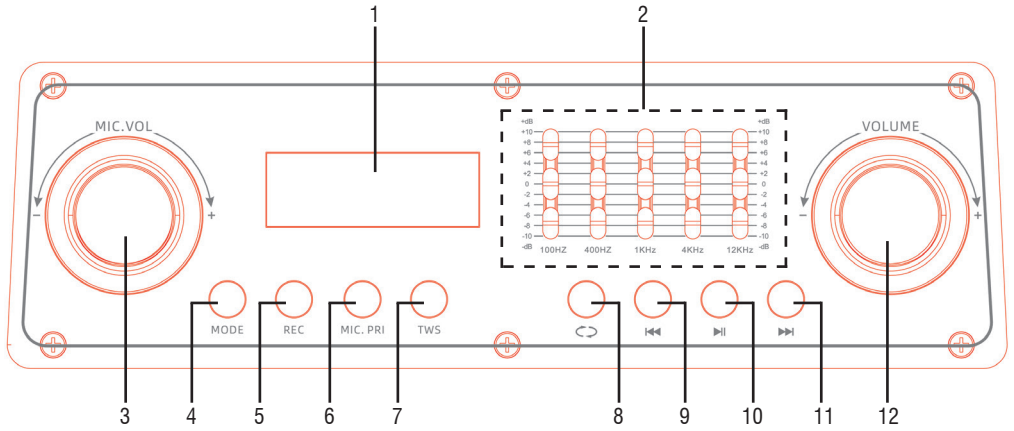 1 2
MIC.VOL
- +
+dB +dB
+10 +10
+8 +8
+6 +6
+4 +4
+2 +2
0 0
-2 -2
-4 -4
-6 -6
-8 -8
-10 -10
-dB 100HZ 400HZ 1KHz 4KHz 12KHz -dB
VOLUME
- +
MODE REC MIC. PRI TWS
3 4 5 6 7 8 9 10 11 12